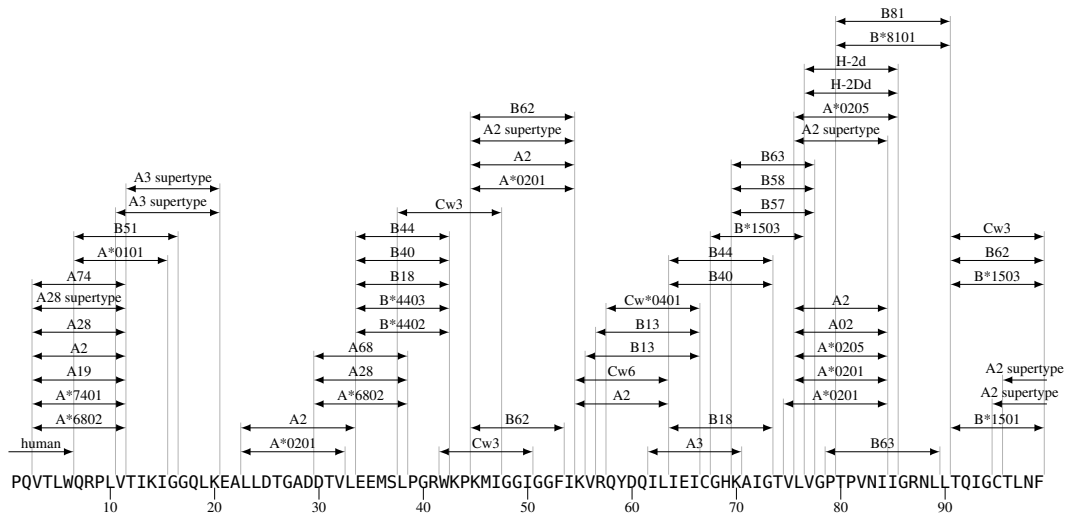 B81
B*8101
H-2d
H-2Dd
B62 A*0205
A2 supertype A2 supertype
A2 B63
A3 supertype A*0201 B58
A3 supertype Cw3 B57
B51 B44 B*1503 Cw3
A*0101 B40 B44 B62
A74 B18 B40 B*1503
A28 supertype B*4403 Cw*0401 A2
A28 B*4402 B13 A02
A2 A68 B13 A*0205
A19 A28 Cw6 A*0201 A2 supertype
A*7401 A*6802 A2 A*0201 A2 supertype
A*6802 A2 B62 B18 B*1501
human A*0201 Cw3 A3 B63
PQVTLWQRPLVTIKIGGQLKEALLDTGADDTVLEEMSLPGRWKPKMIGGIGGFIKVRQYDQILIEICGHKAIGTVLVGPTPVNIIGRNLLTQIGCTLNF
10 20 30 40 50 60 70 80 90